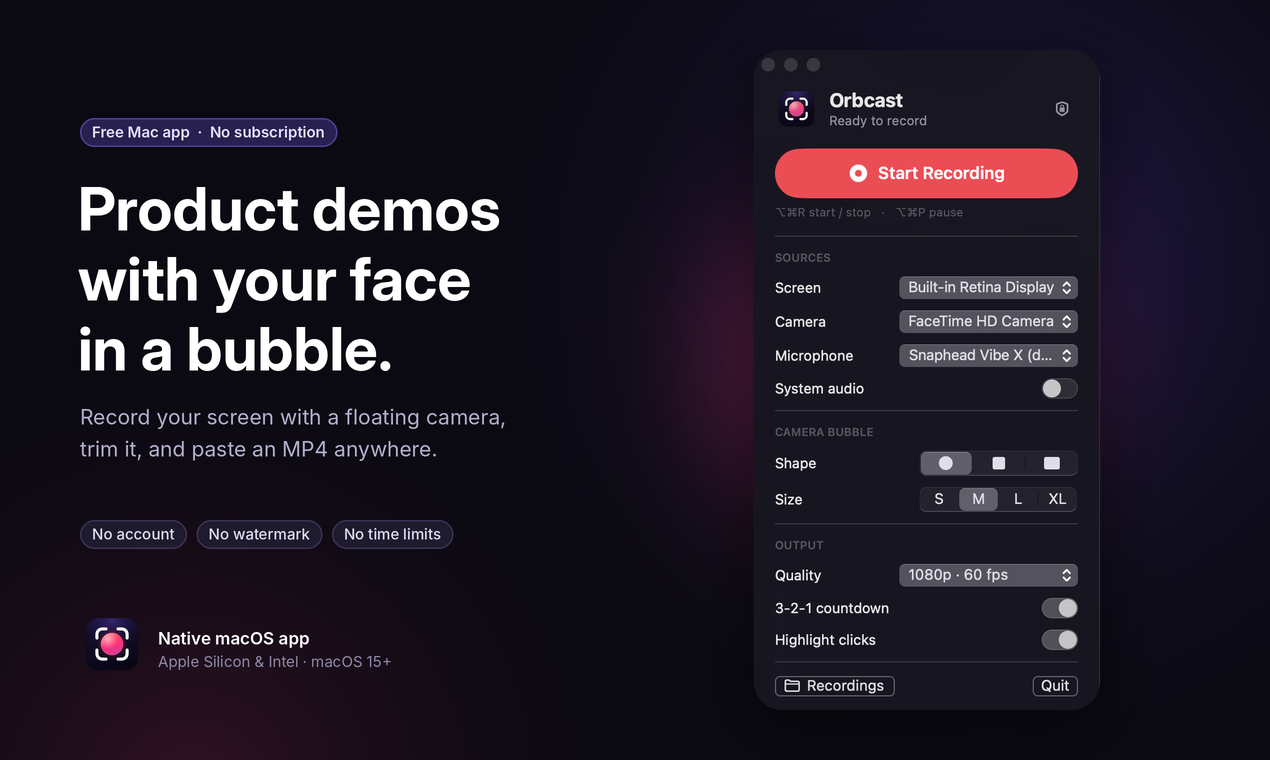 Free Mac app · No subscription
Product demos
with your face
in a bubble.
Record your screen with a floating camera,
trim it, and paste an MP4 anywhere.
No account
No watermark
No time limits
Native macOS app
Apple Silicon & Intel · macOS 15+
Orbcast
Ready to record
Start Recording
⌥⌘R start / stop · ⌥⌘P pause
SOURCES
Screen Built-in Retina Display
Camera FaceTime HD Camera
Microphone Snaphead Vibe X (d...
System audio
CAMERA BUBBLE
Shape
Size S M L XL
OUTPUT
Quality 1080p · 60 fps
3-2-1 countdown
Highlight clicks
Recordings Quit